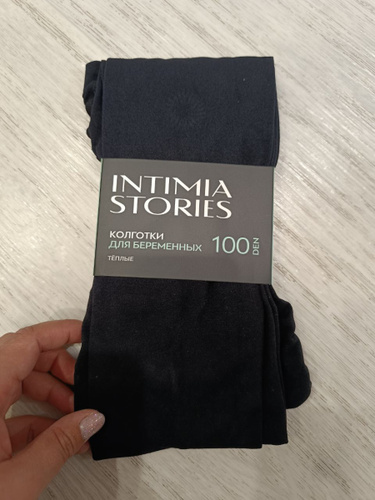 INTIMIA
STORIES
КОЛГОТКИ
ДЛЯ БЕРЕМЕННЫХ
100 DEN
ТЁПЛЫЕ